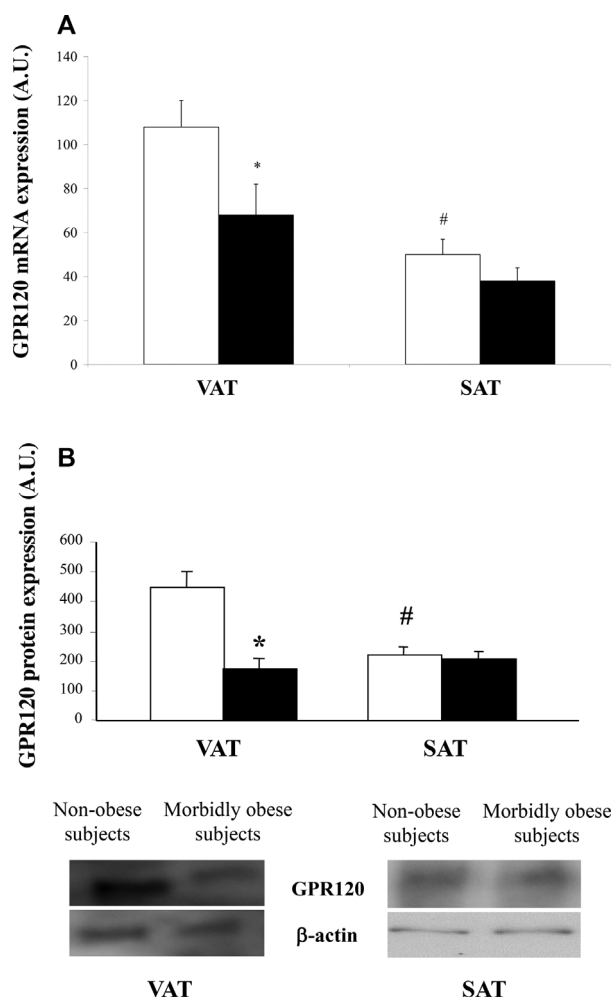 A
GPR120 mRNA expression (A.U.)
140
120
100
80
60
40
20
0
*
#
VAT
SAT
B
GPR120 protein expression (A.U.)
600
500
400
300
200
100
0
*
#
VAT
SAT
Non-obese
subjects
Morbidly obese
subjects
Non-obese
subjects
Morbidly obese
subjects
GPR120
β-actin
VAT
SAT